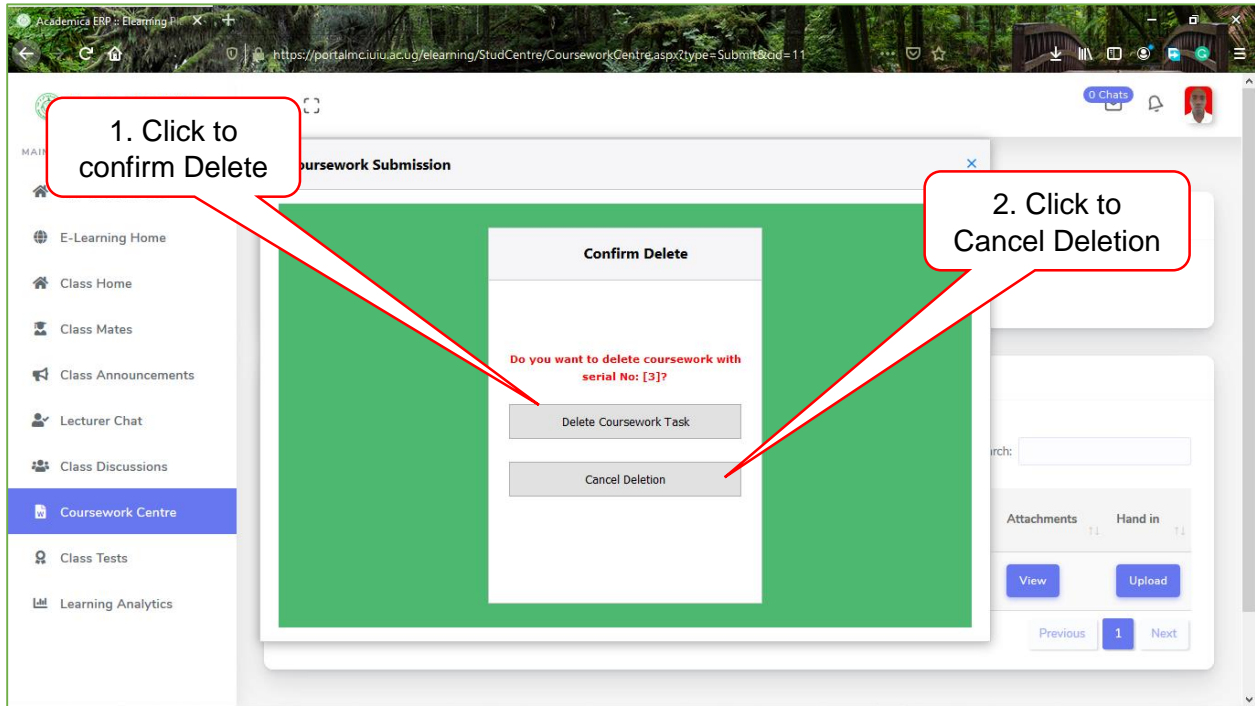 Academica ERP :: Elearning Pl
https://portalmc.iuiu.ac.ug/elearning/StudCentre/CourseworkCentre.aspx?type=Submit&cid=11
0 Chats
1. Click to
confirm Delete
MAIN
oursework Submission
2. Click to
Cancel Deletion
E-Learning Home
Class Home
Class Mates
Class Announcements
Lecturer Chat
Class Discussions
Coursework Centre
Class Tests
Learning Analytics
Confirm Delete
Do you want to delete coursework with
serial No: [3]?
Delete Coursework Task
Cancel Deletion
rch:
Attachments Hand in
View Upload
Previous 1 Next